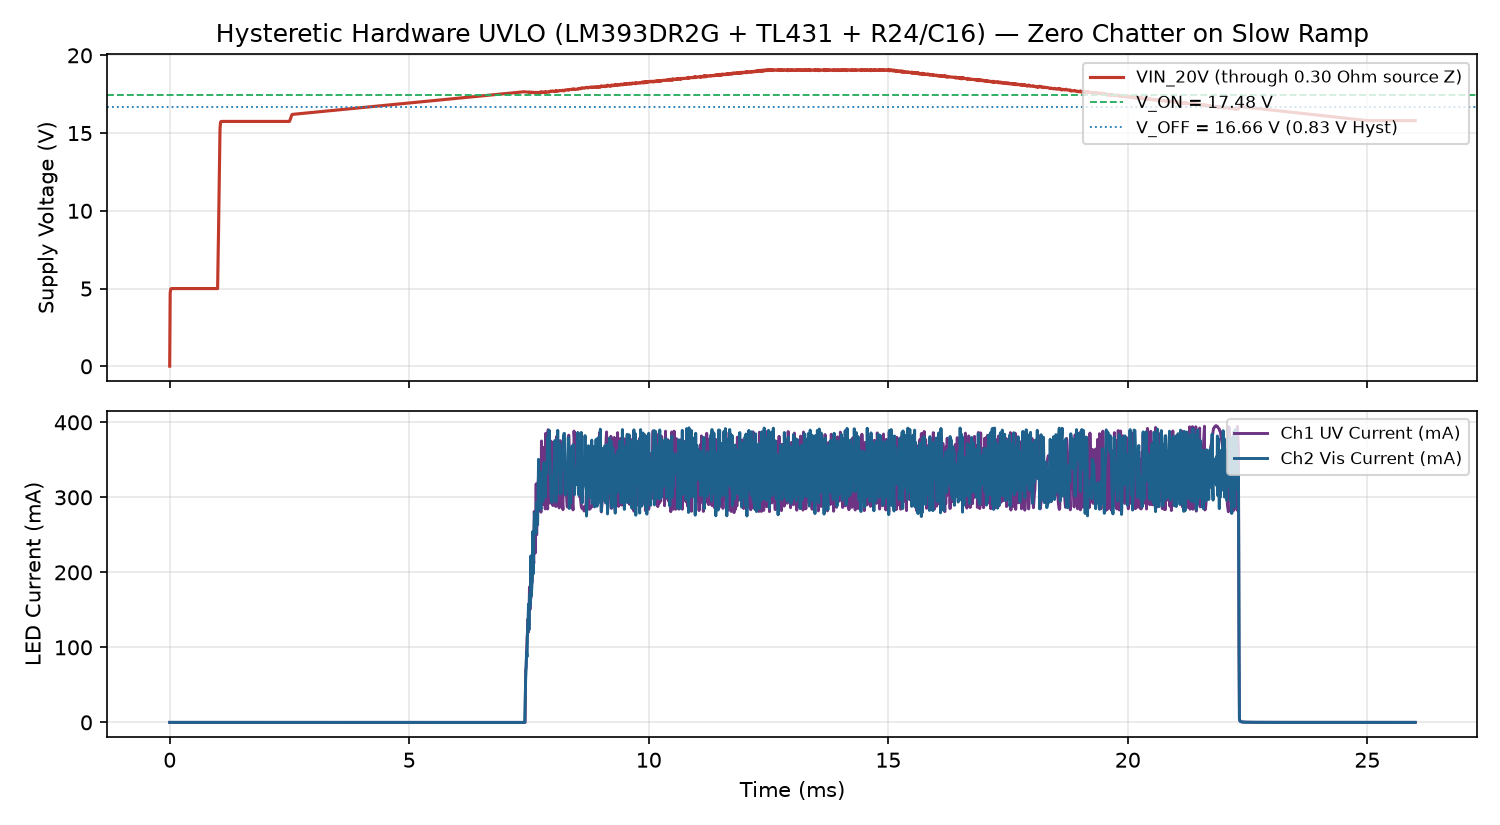 Hysteretic Hardware UVLO (LM393DR2G + TL431 + R24/C16) — Zero Chatter on Slow Ramp
20
15
10
5
0
Supply Voltage (V)
VIN_20V (through 0.30 Ohm source Z)
V_ON = 17.48 V
V_OFF = 16.66 V (0.83 V Hyst)
400
300
200
100
0
LED Current (mA)
Ch1 UV Current (mA)
Ch2 Vis Current (mA)
0 5 10 15 20 25
Time (ms)